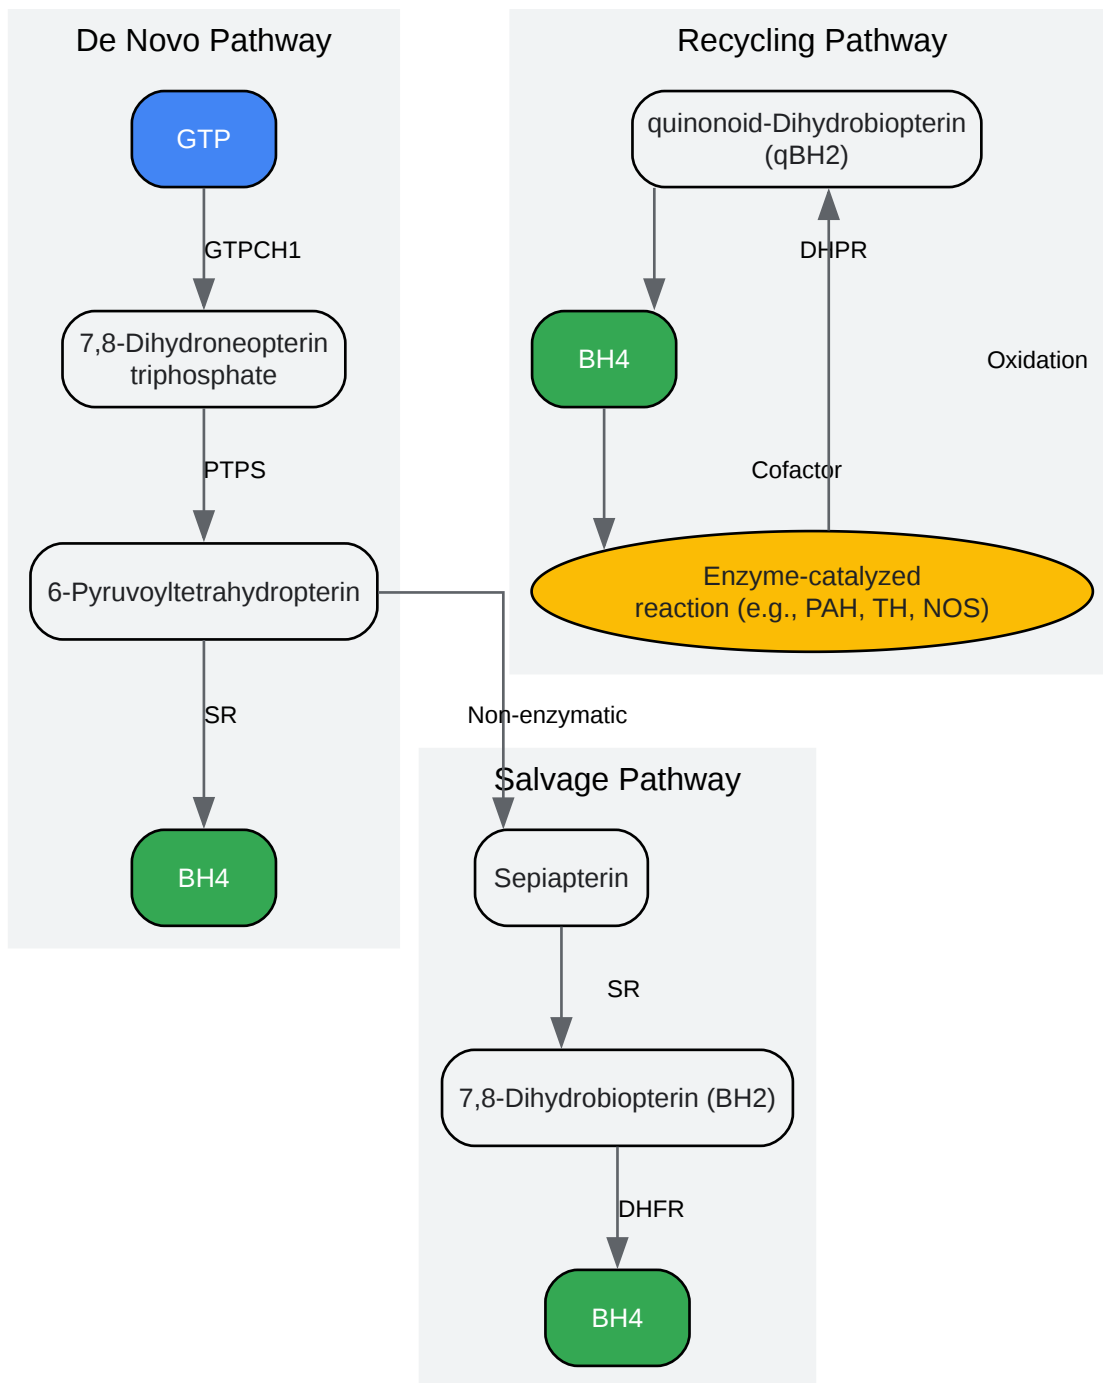 De Novo Pathway
GTP
GTPCH1
7,8-Dihydroneopterin
triphosphate
PTPS
6-Pyruvoyltetrahydropterin
SR
BH4
Recycling Pathway
quinonoid-Dihydrobiopterin
(qBH2)
DHPR
BH4
Oxidation
Cofactor
Enzyme-catalyzed
reaction (e.g., PAH, TH, NOS)
Non-enzymatic
Salvage Pathway
Sepiapterin
SR
7,8-Dihydrobiopterin (BH2)
DHFR
BH4